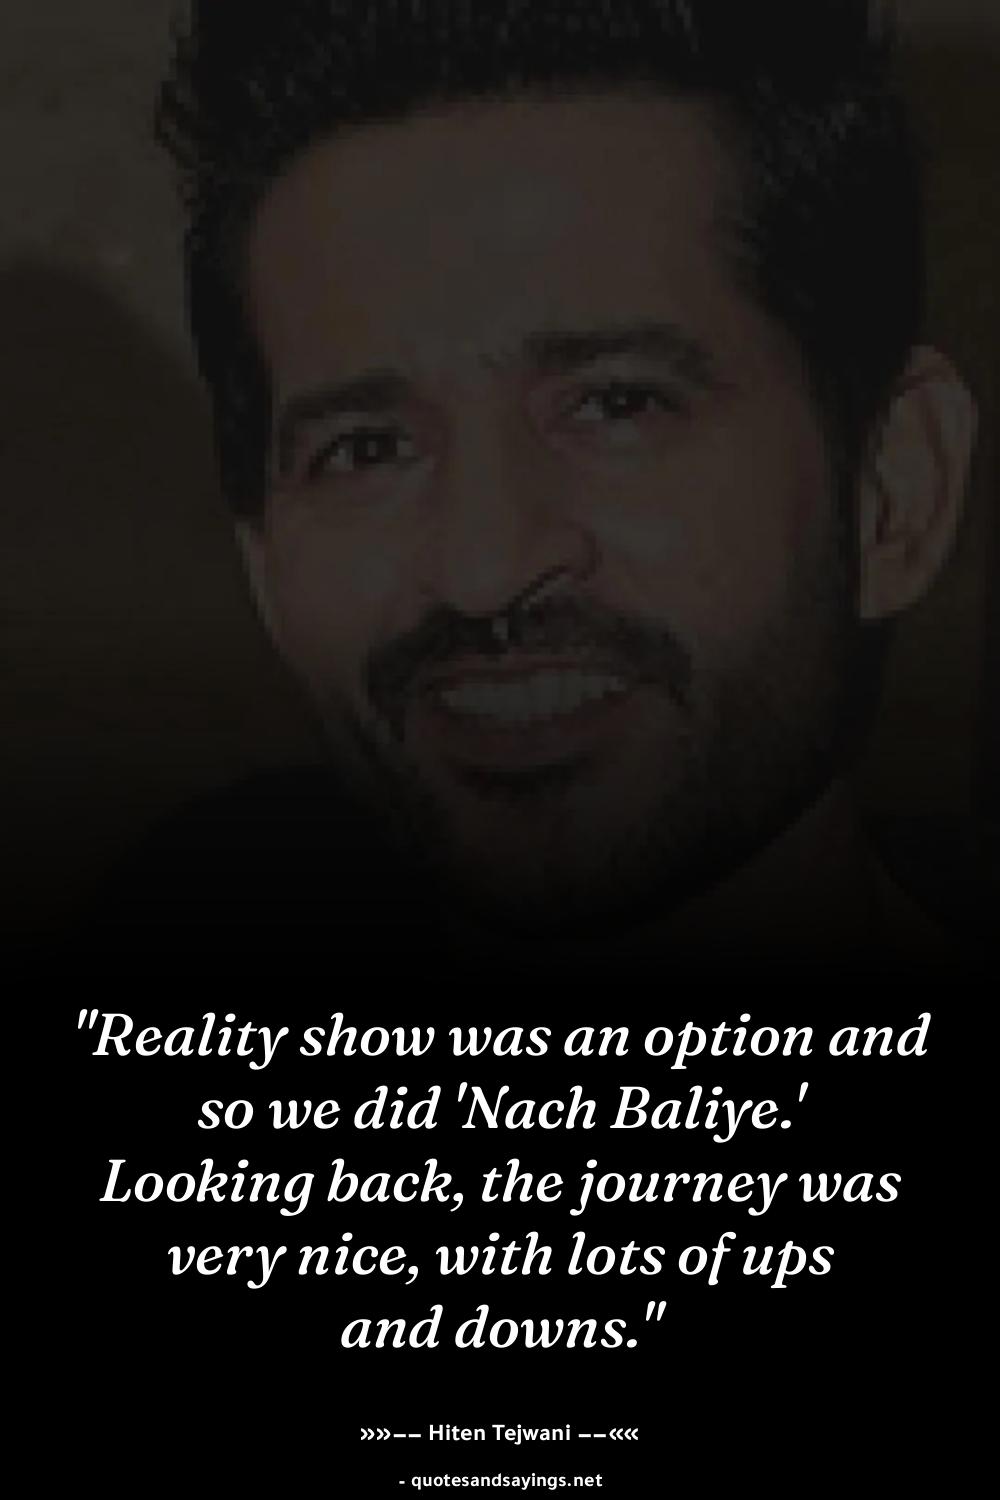 "Reality show was an option and
so we did 'Nach Baliye.'
Looking back, the journey was
very nice, with lots of ups
and downs."
»»−− Hiten Tejwani −−««
- quotesandsayings.net